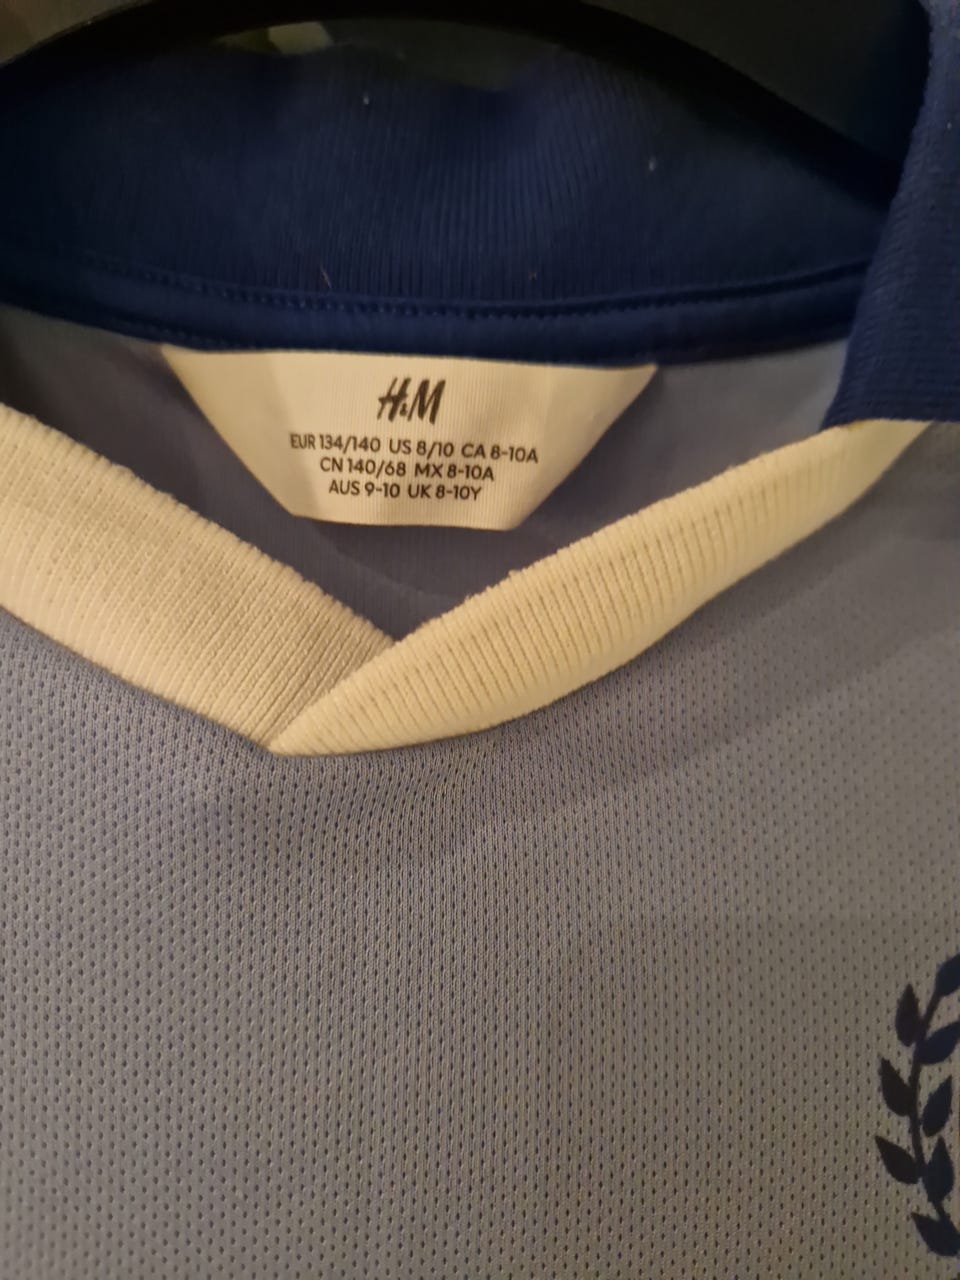 H&M
EUR 134/140 US 8/10 CA 8-10A
CN 140/68 MX 8-10A
AUS 9-10 UK 8-10Y